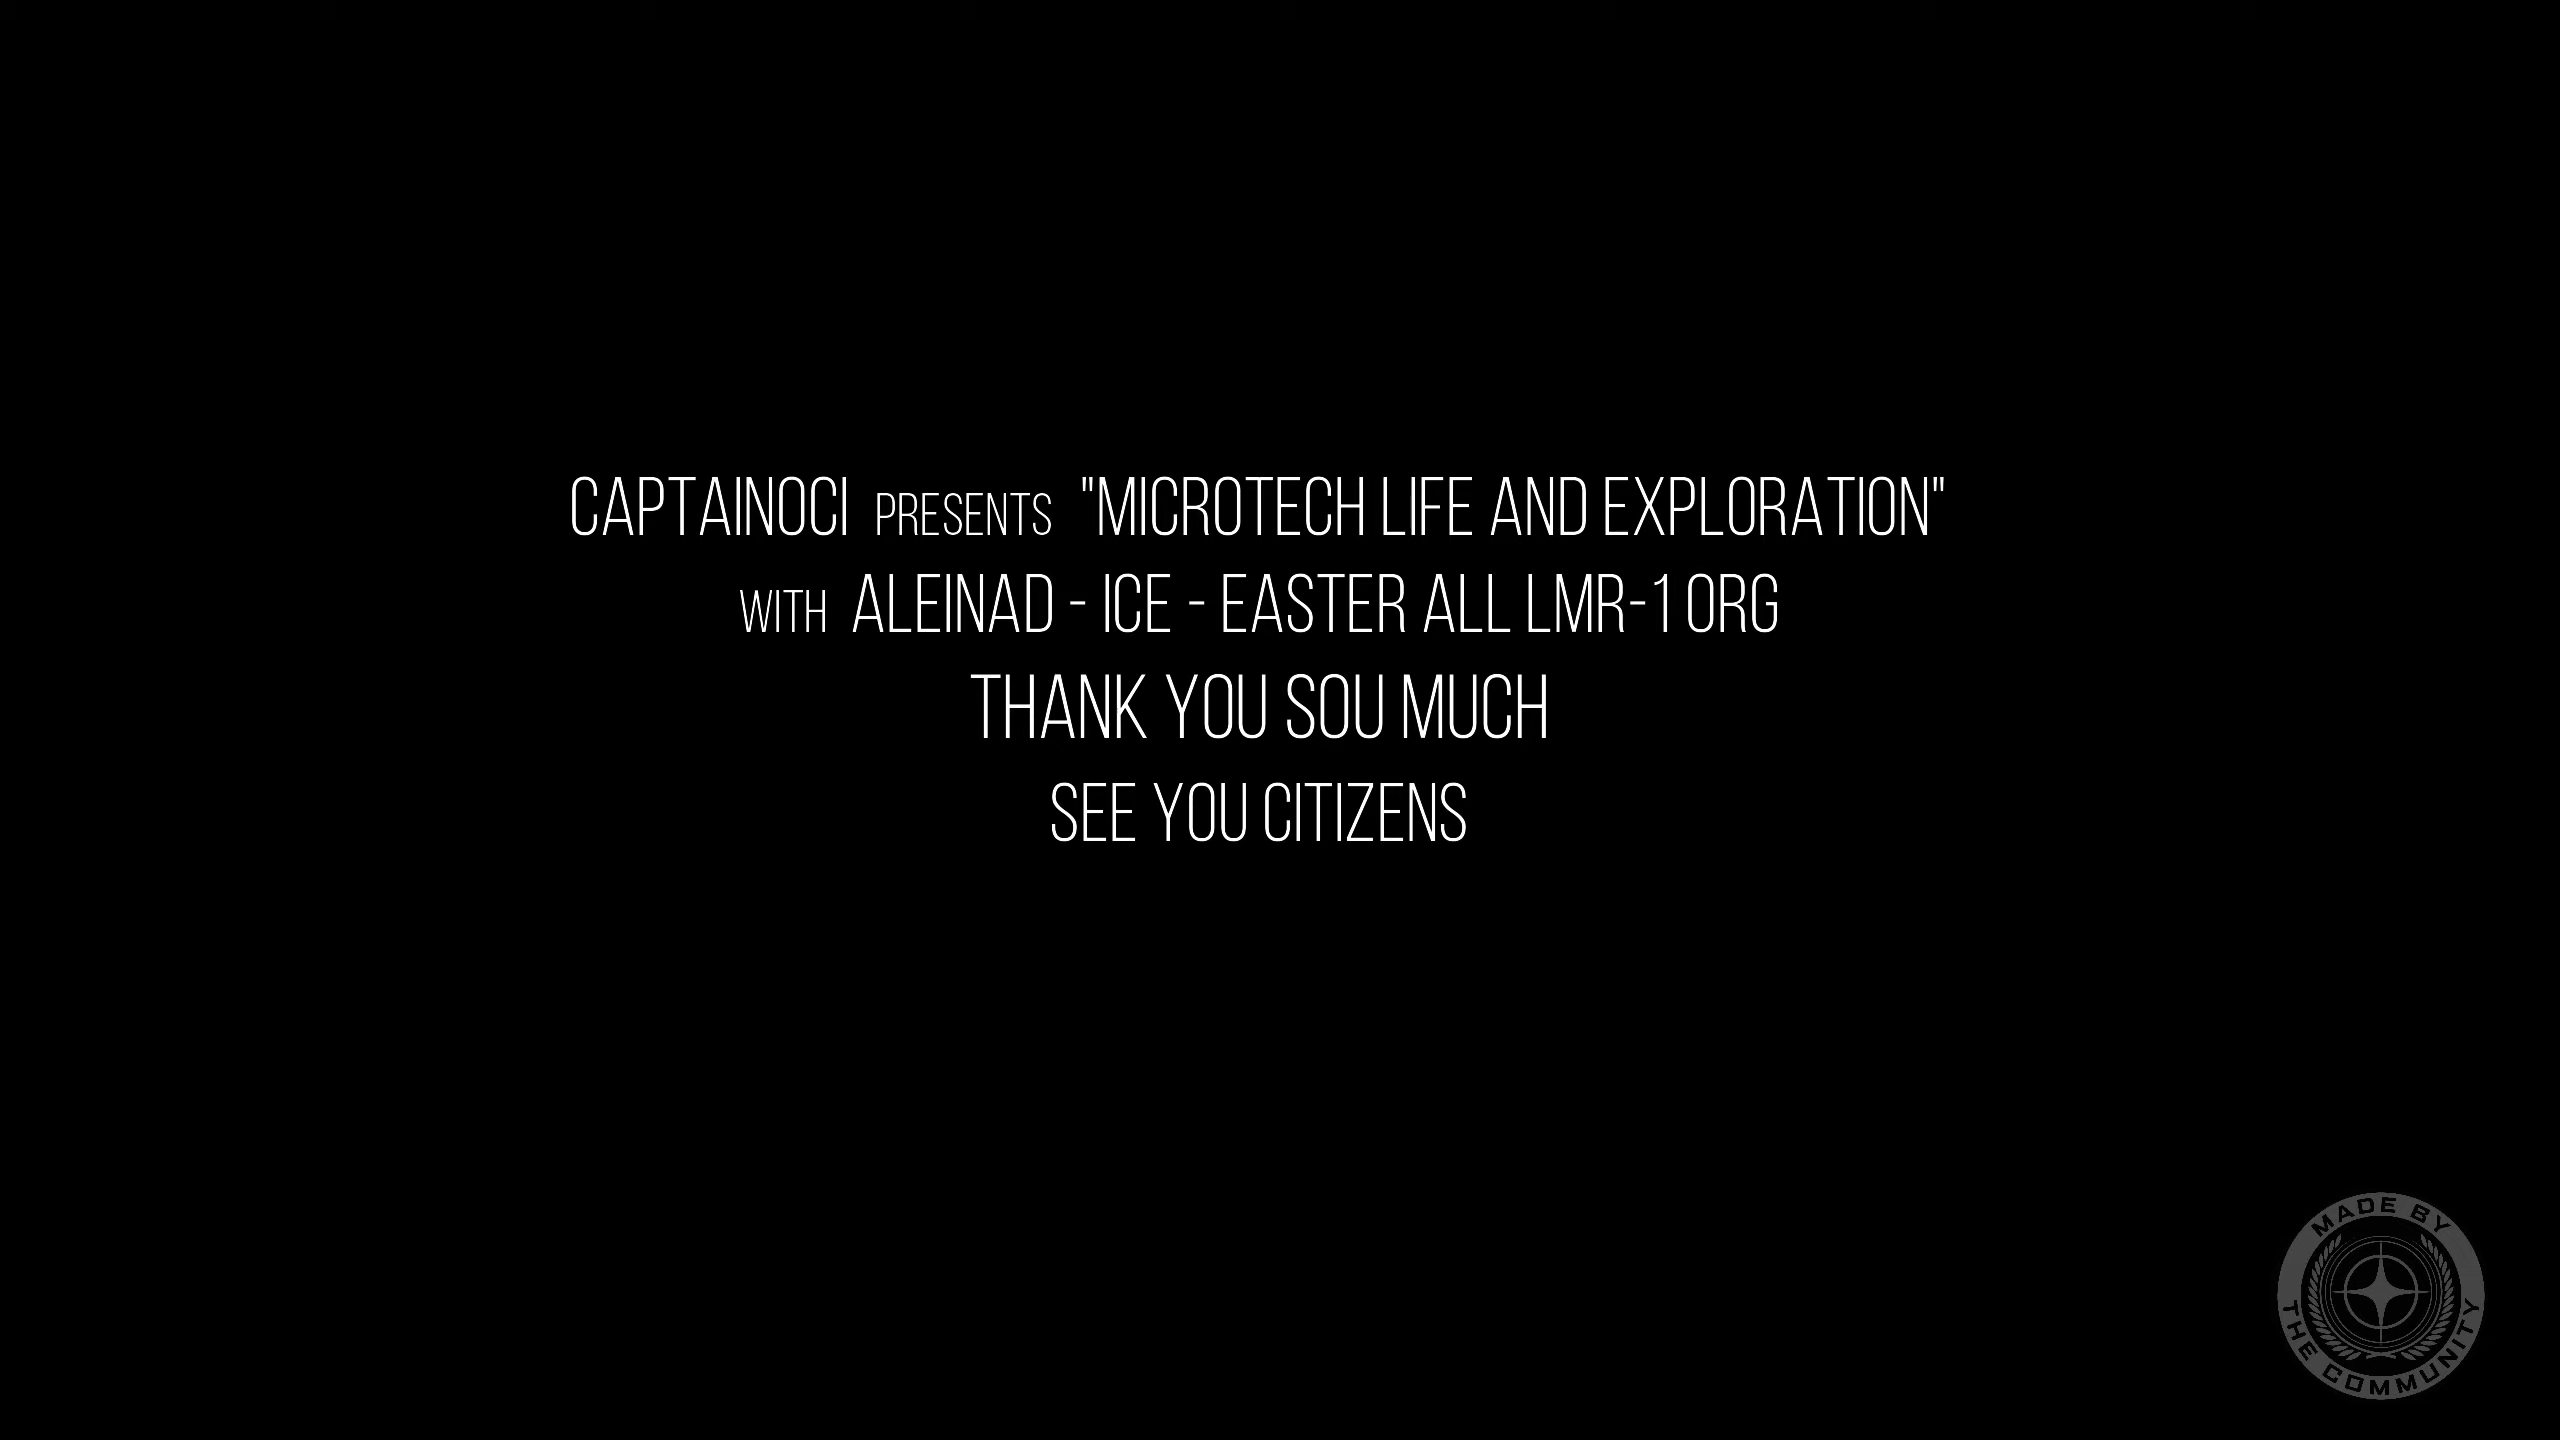 CAPTAINOCI PRESENTS "MICROTECH LIFE AND EXPLORATION"
WITH ALEINAD - ICE - EASTER ALL LMR-1 ORG
THANK YOU SOU MUCH
SEE YOU CITIZENS
MADE BY
THE COMMUNITY